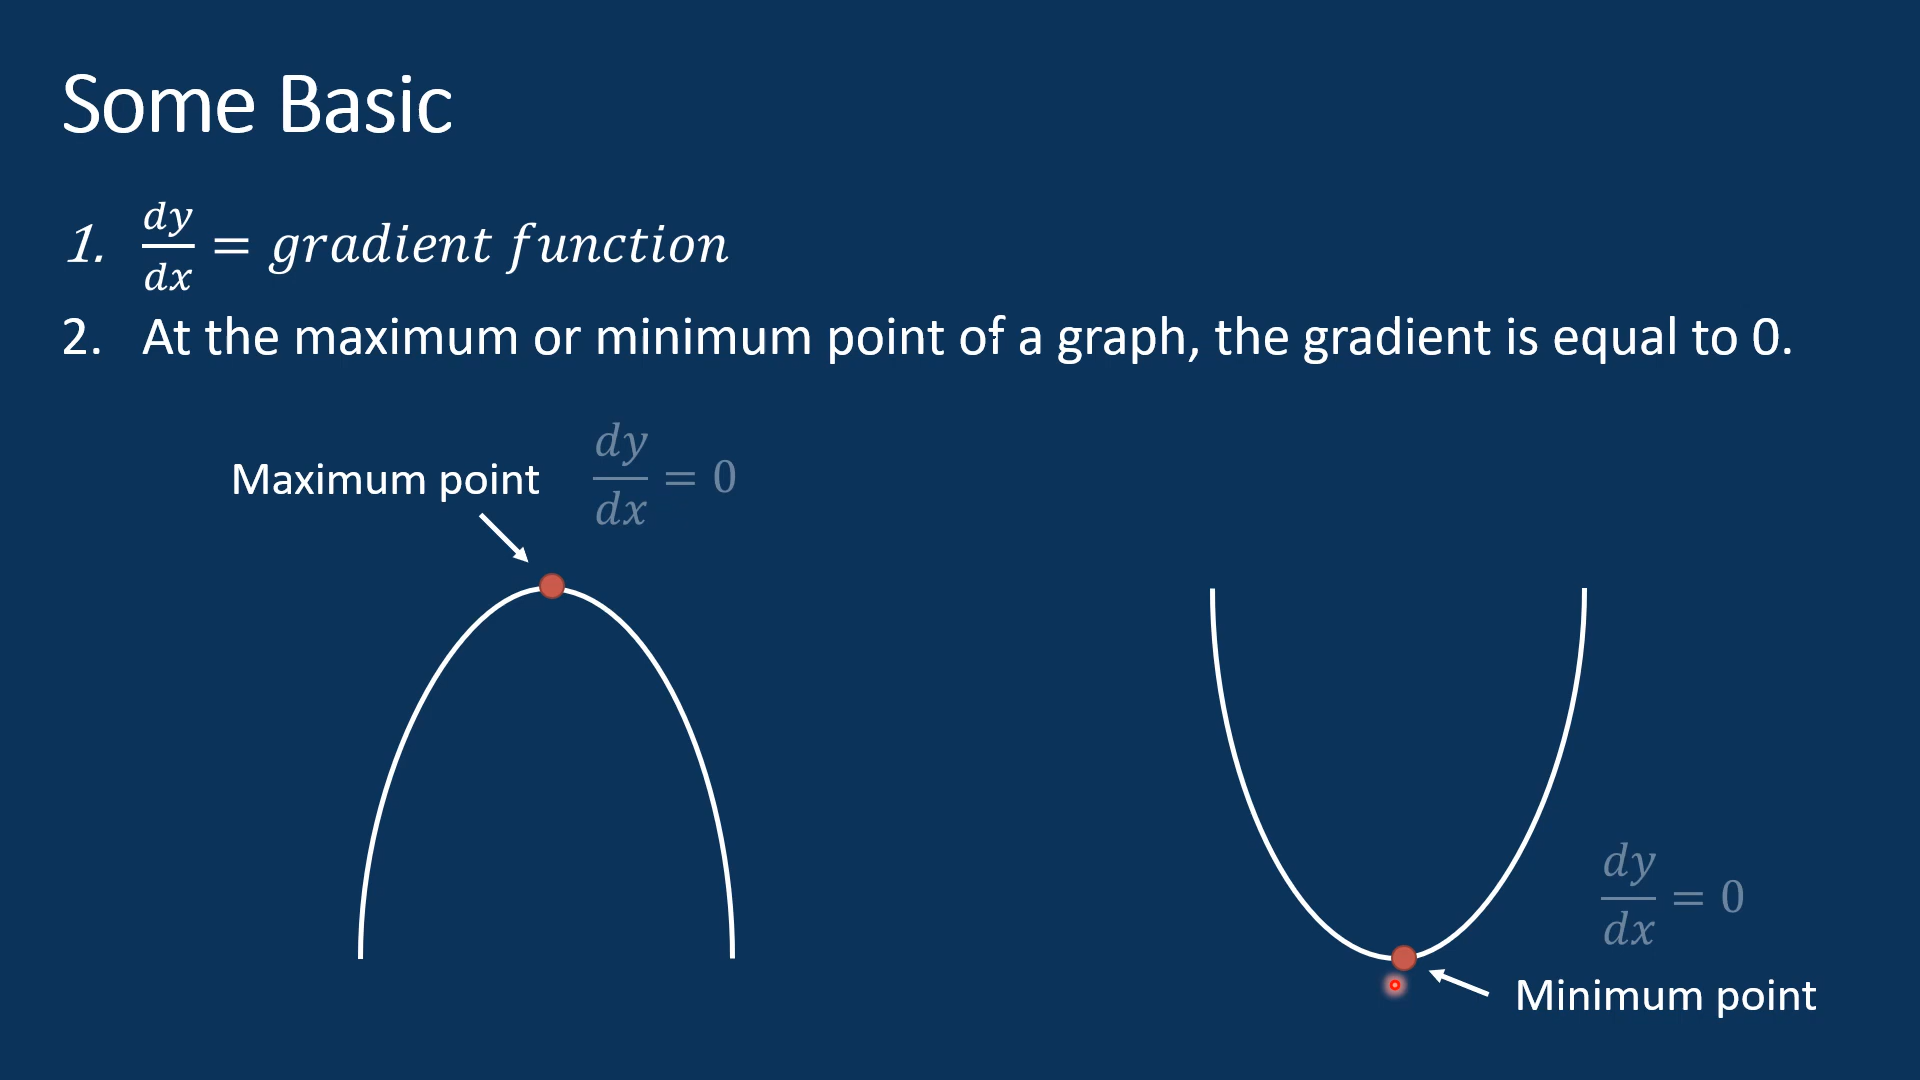 Some Basic
1. dy/dx = gradient function
2. At the maximum or minimum point of a graph, the gradient is equal to 0.
Maximum point
dy/dx = 0
dy/dx = 0
Minimum point